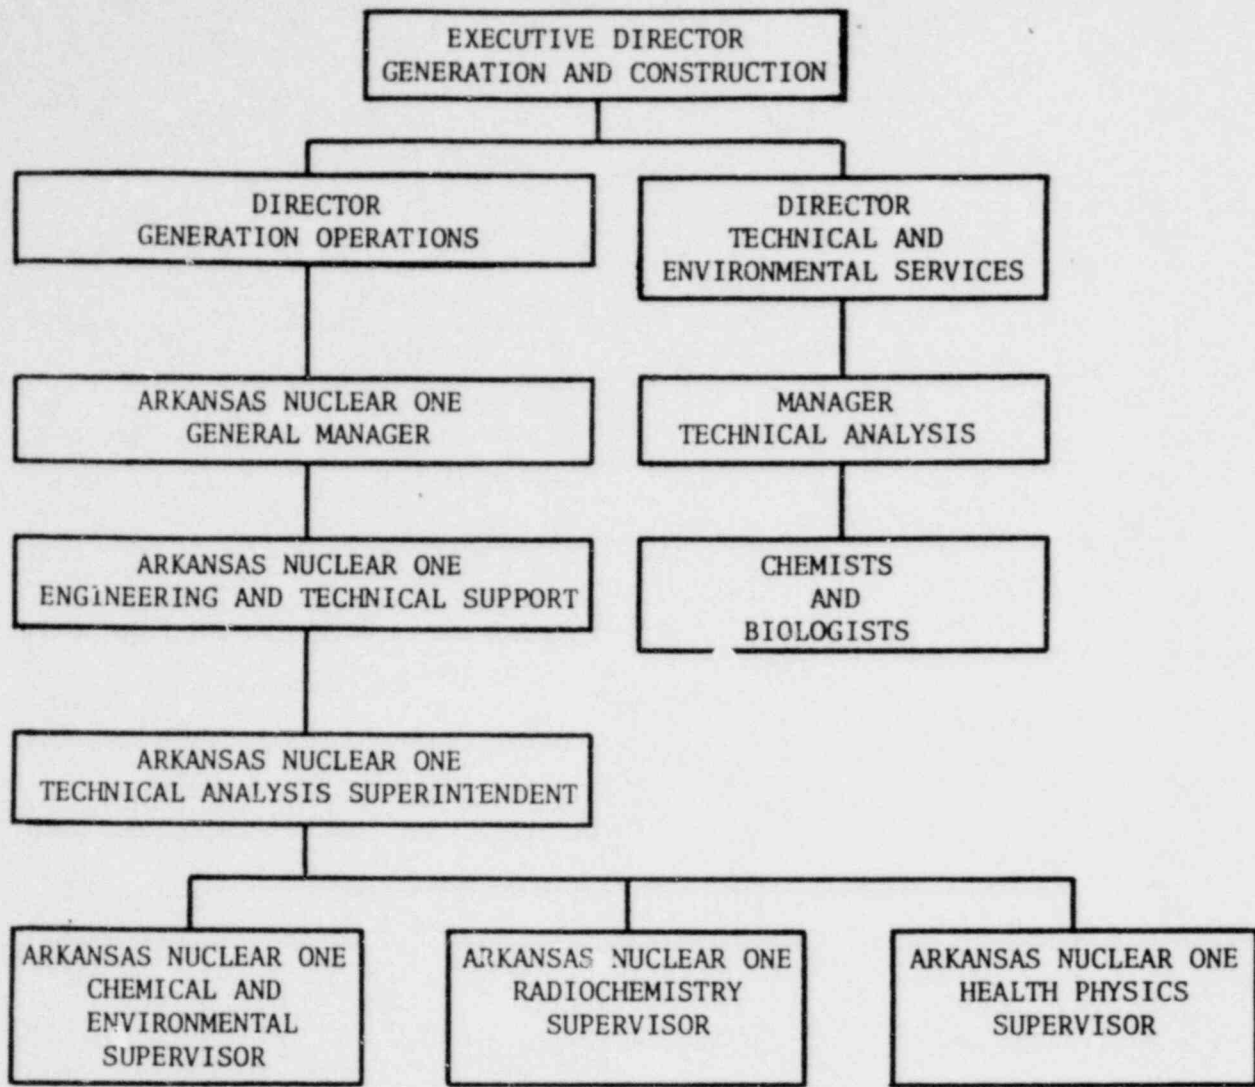 EXECUTIVE DIRECTOR
GENERATION AND CONSTRUCTION
DIRECTOR
GENERATION OPERATIONS
DIRECTOR
TECHNICAL AND
ENVIRONMENTAL SERVICES
ARKANSAS NUCLEAR ONE
GENERAL MANAGER
MANAGER
TECHNICAL ANALYSIS
ARKANSAS NUCLEAR ONE
ENGINEERING AND TECHNICAL SUPPORT
CHEMISTS
AND
BIOLOGISTS
ARKANSAS NUCLEAR ONE
TECHNICAL ANALYSIS SUPERINTENDENT
ARKANSAS NUCLEAR ONE
CHEMICAL AND
ENVIRONMENTAL
SUPERVISOR
ARKANSAS NUCLEAR ONE
RADIOCHEMISTRY
SUPERVISOR
ARKANSAS NUCLEAR ONE
HEALTH PHYSICS
SUPERVISOR